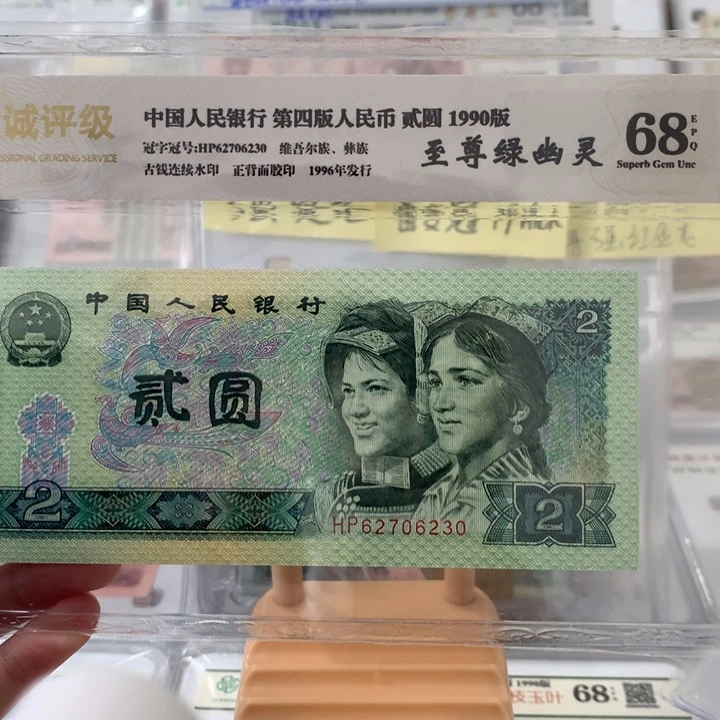 诚评级
SSIONAL GRADING SERVICE
中国人民银行 第四版人民币 贰圆 1990版
冠字冠号:HP62706230 维吾尔族、彝族
古钱连续水印 正背面胶印 1996年发行
至尊绿幽灵
68 EPQ
Superb Gem Unc
中国人民银行
2
贰圆
2
HP62706230
2
1990版
68